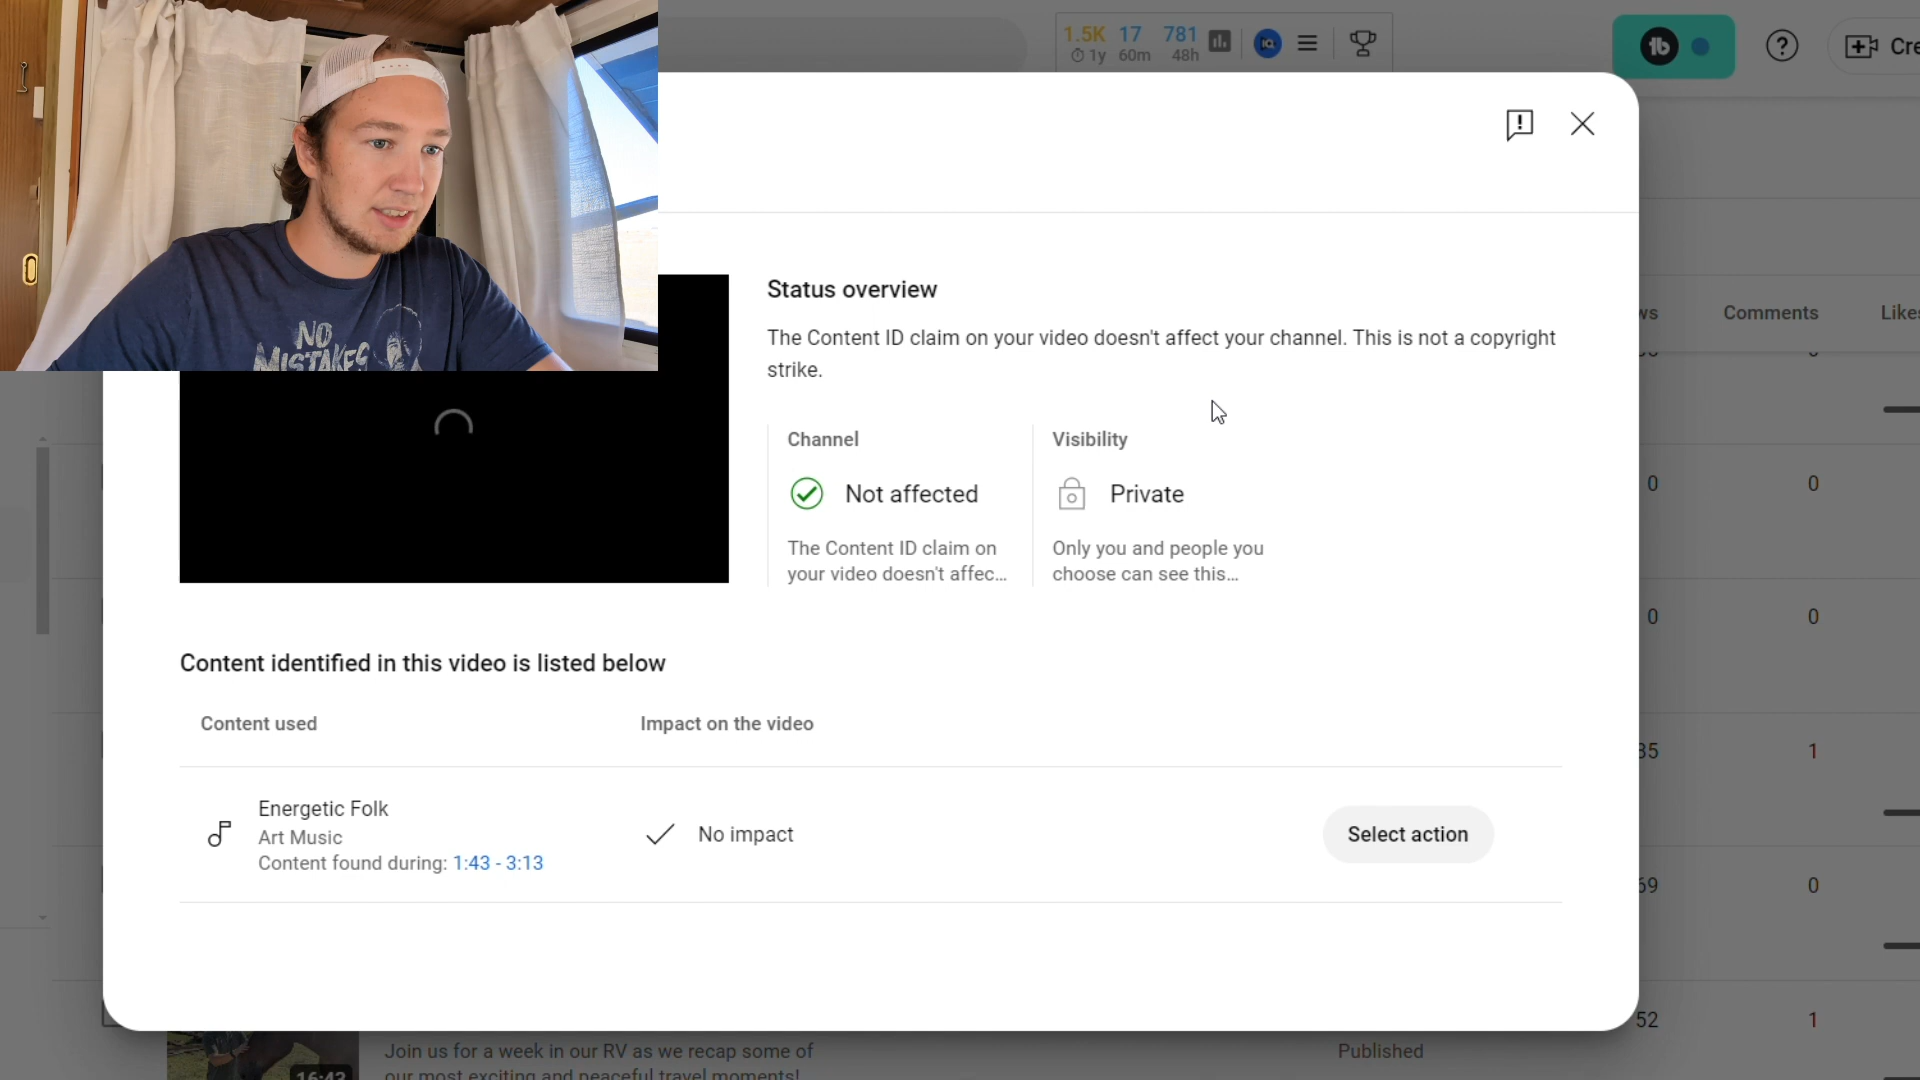 1.5K 17 781
1y 60m 48h
Cre
NO
MISTAKES
Status overview
The Content ID claim on your video doesn't affect your channel. This is not a copyright
strike.
Comments
Likes
Channel
Visibility
Not affected
Private
The Content ID claim on
your video doesn't affec...
Only you and people you
choose can see this...
0 0
0 0
Content identified in this video is listed below
Content used
Impact on the video
35 1
Energetic Folk
Art Music
Content found during: 1:43 - 3:13
No impact
Select action
69 0
52 1
Join us for a week in our RV as we recap some of
our most exciting and peaceful travel moments!
Published
16:43